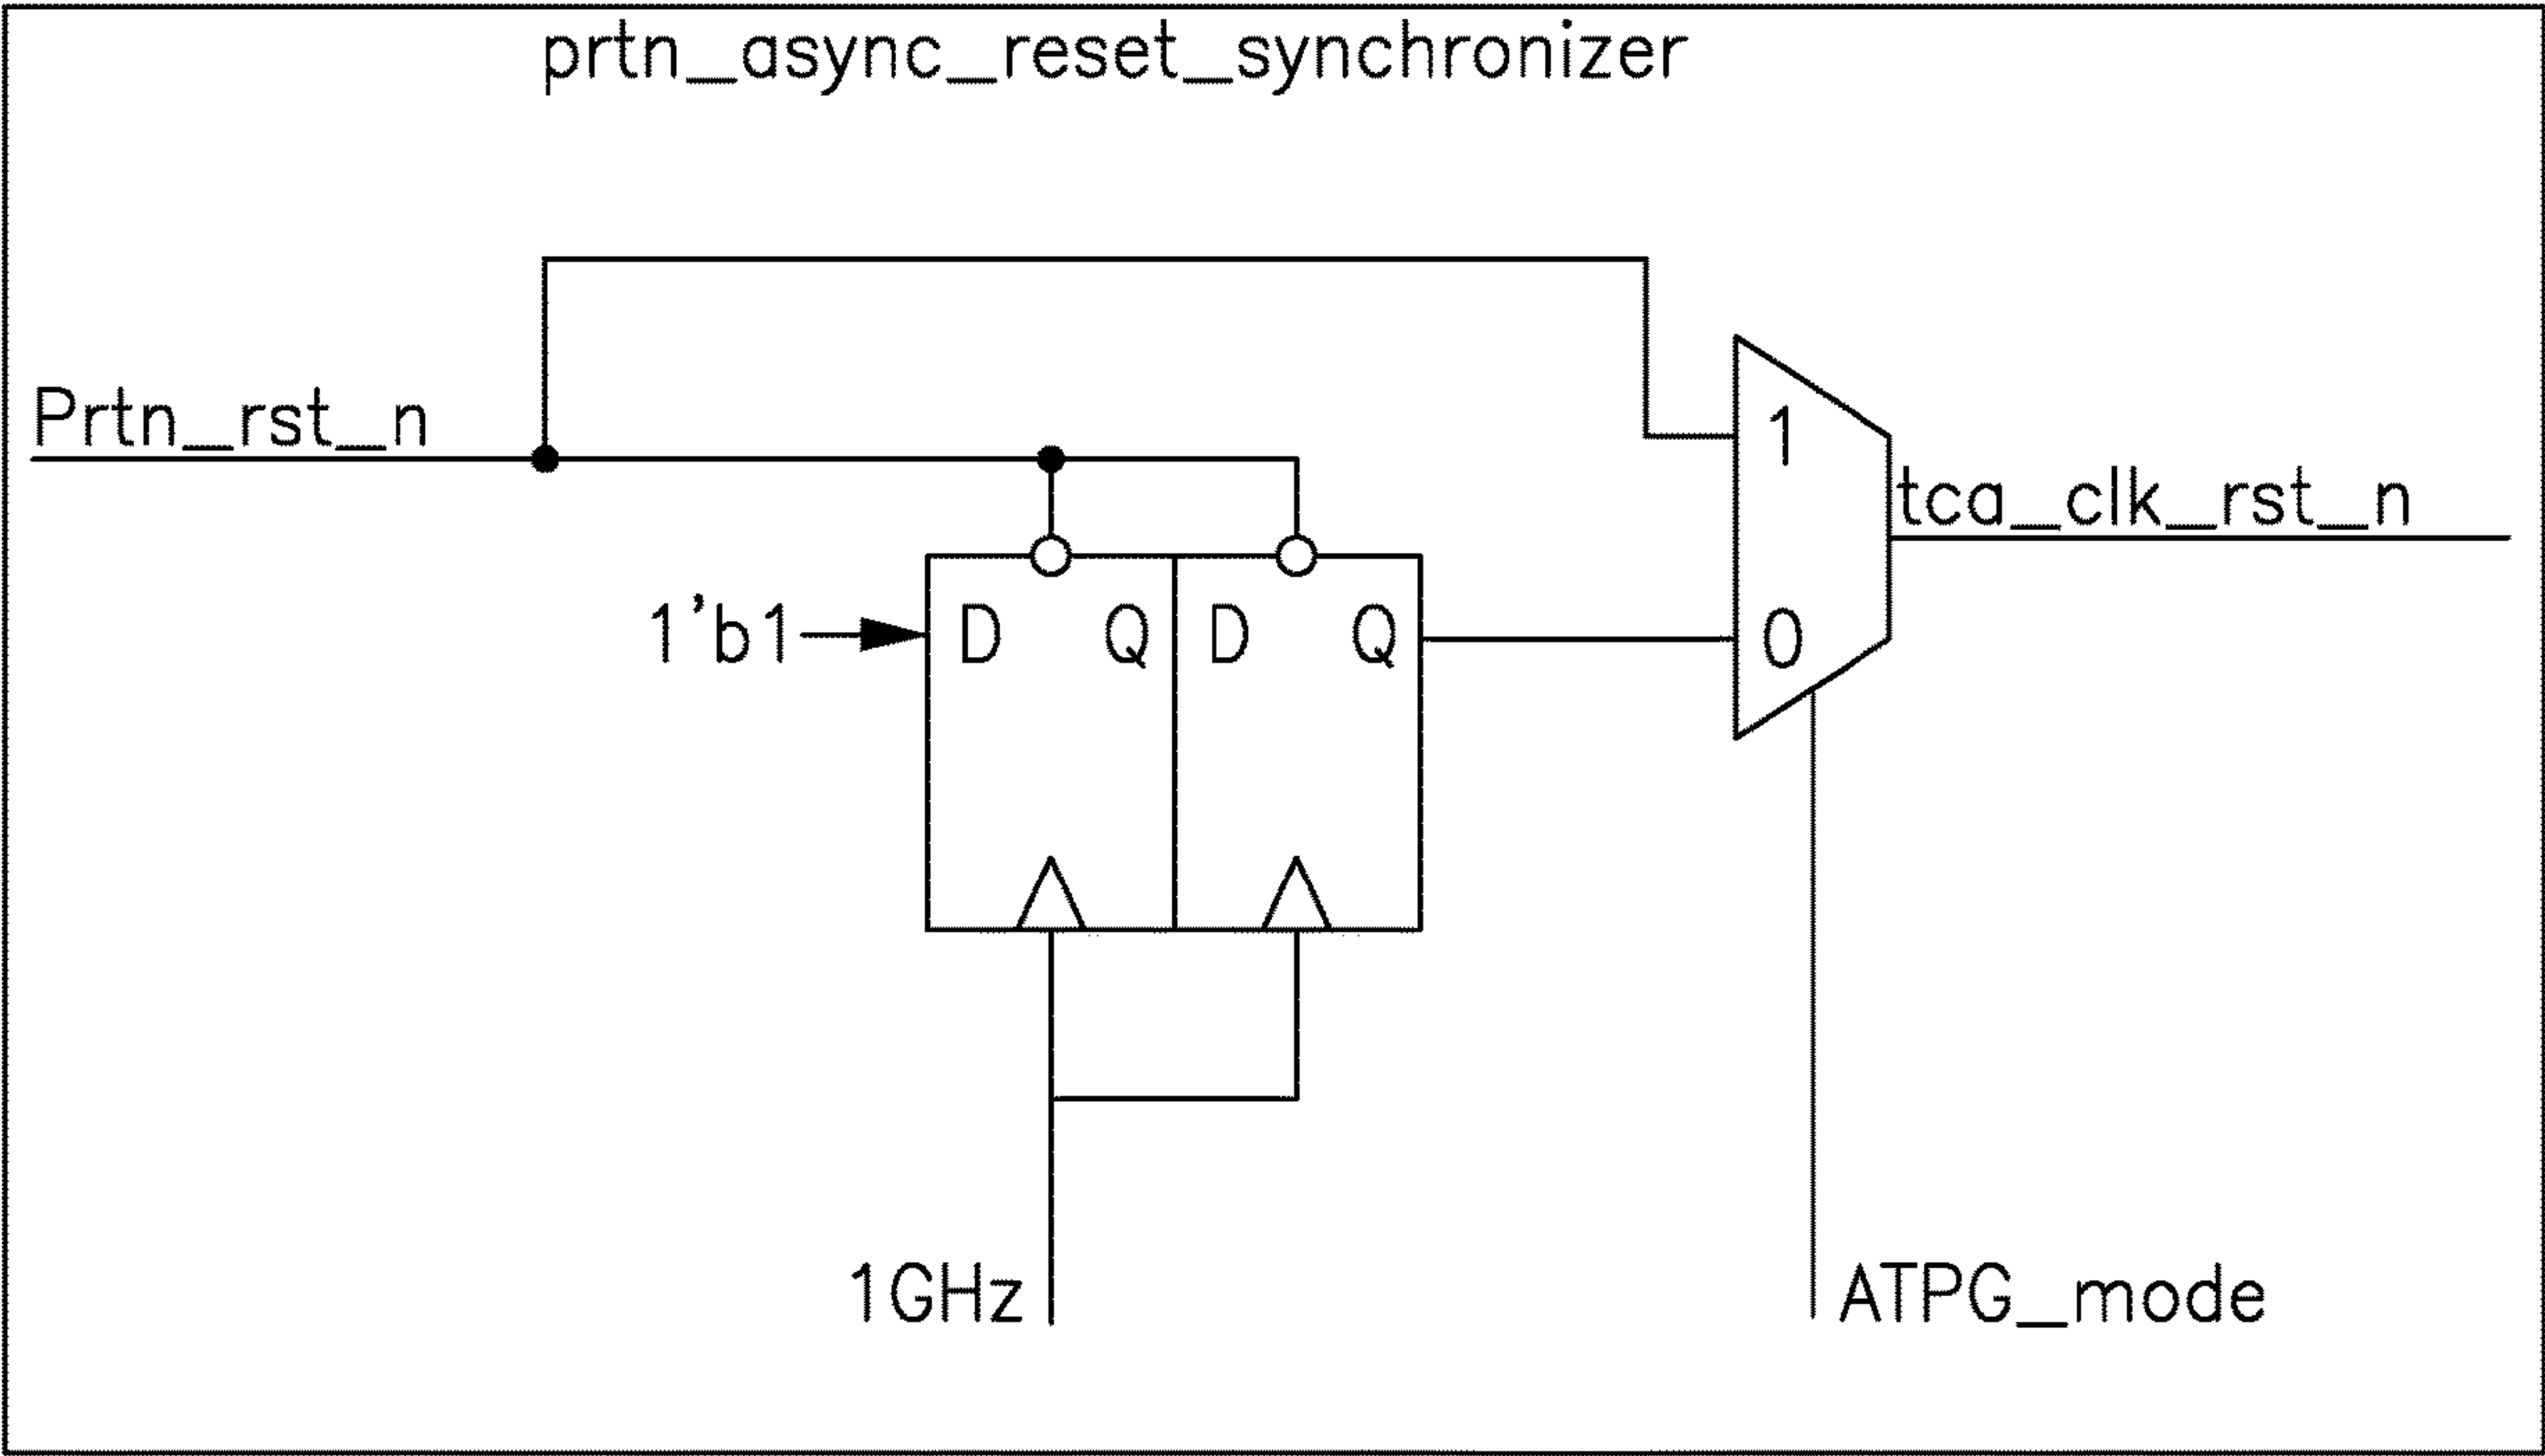 prtn_async_reset_synchronizer
Prtn_rst_n
1
tca_clk_rst_n
1'b1
D Q D Q
0
1GHz
ATPG_mode